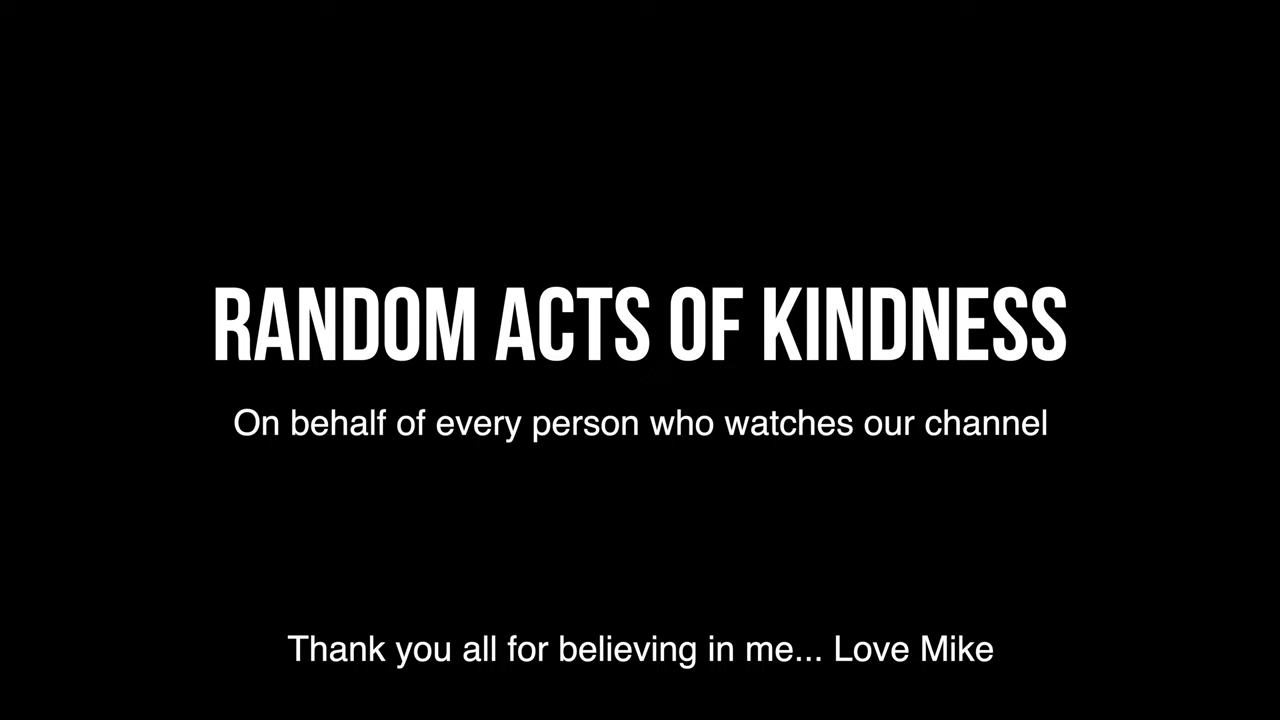 RANDOM ACTS OF KINDNESS
On behalf of every person who watches our channel
Thank you all for believing in me... Love Mike